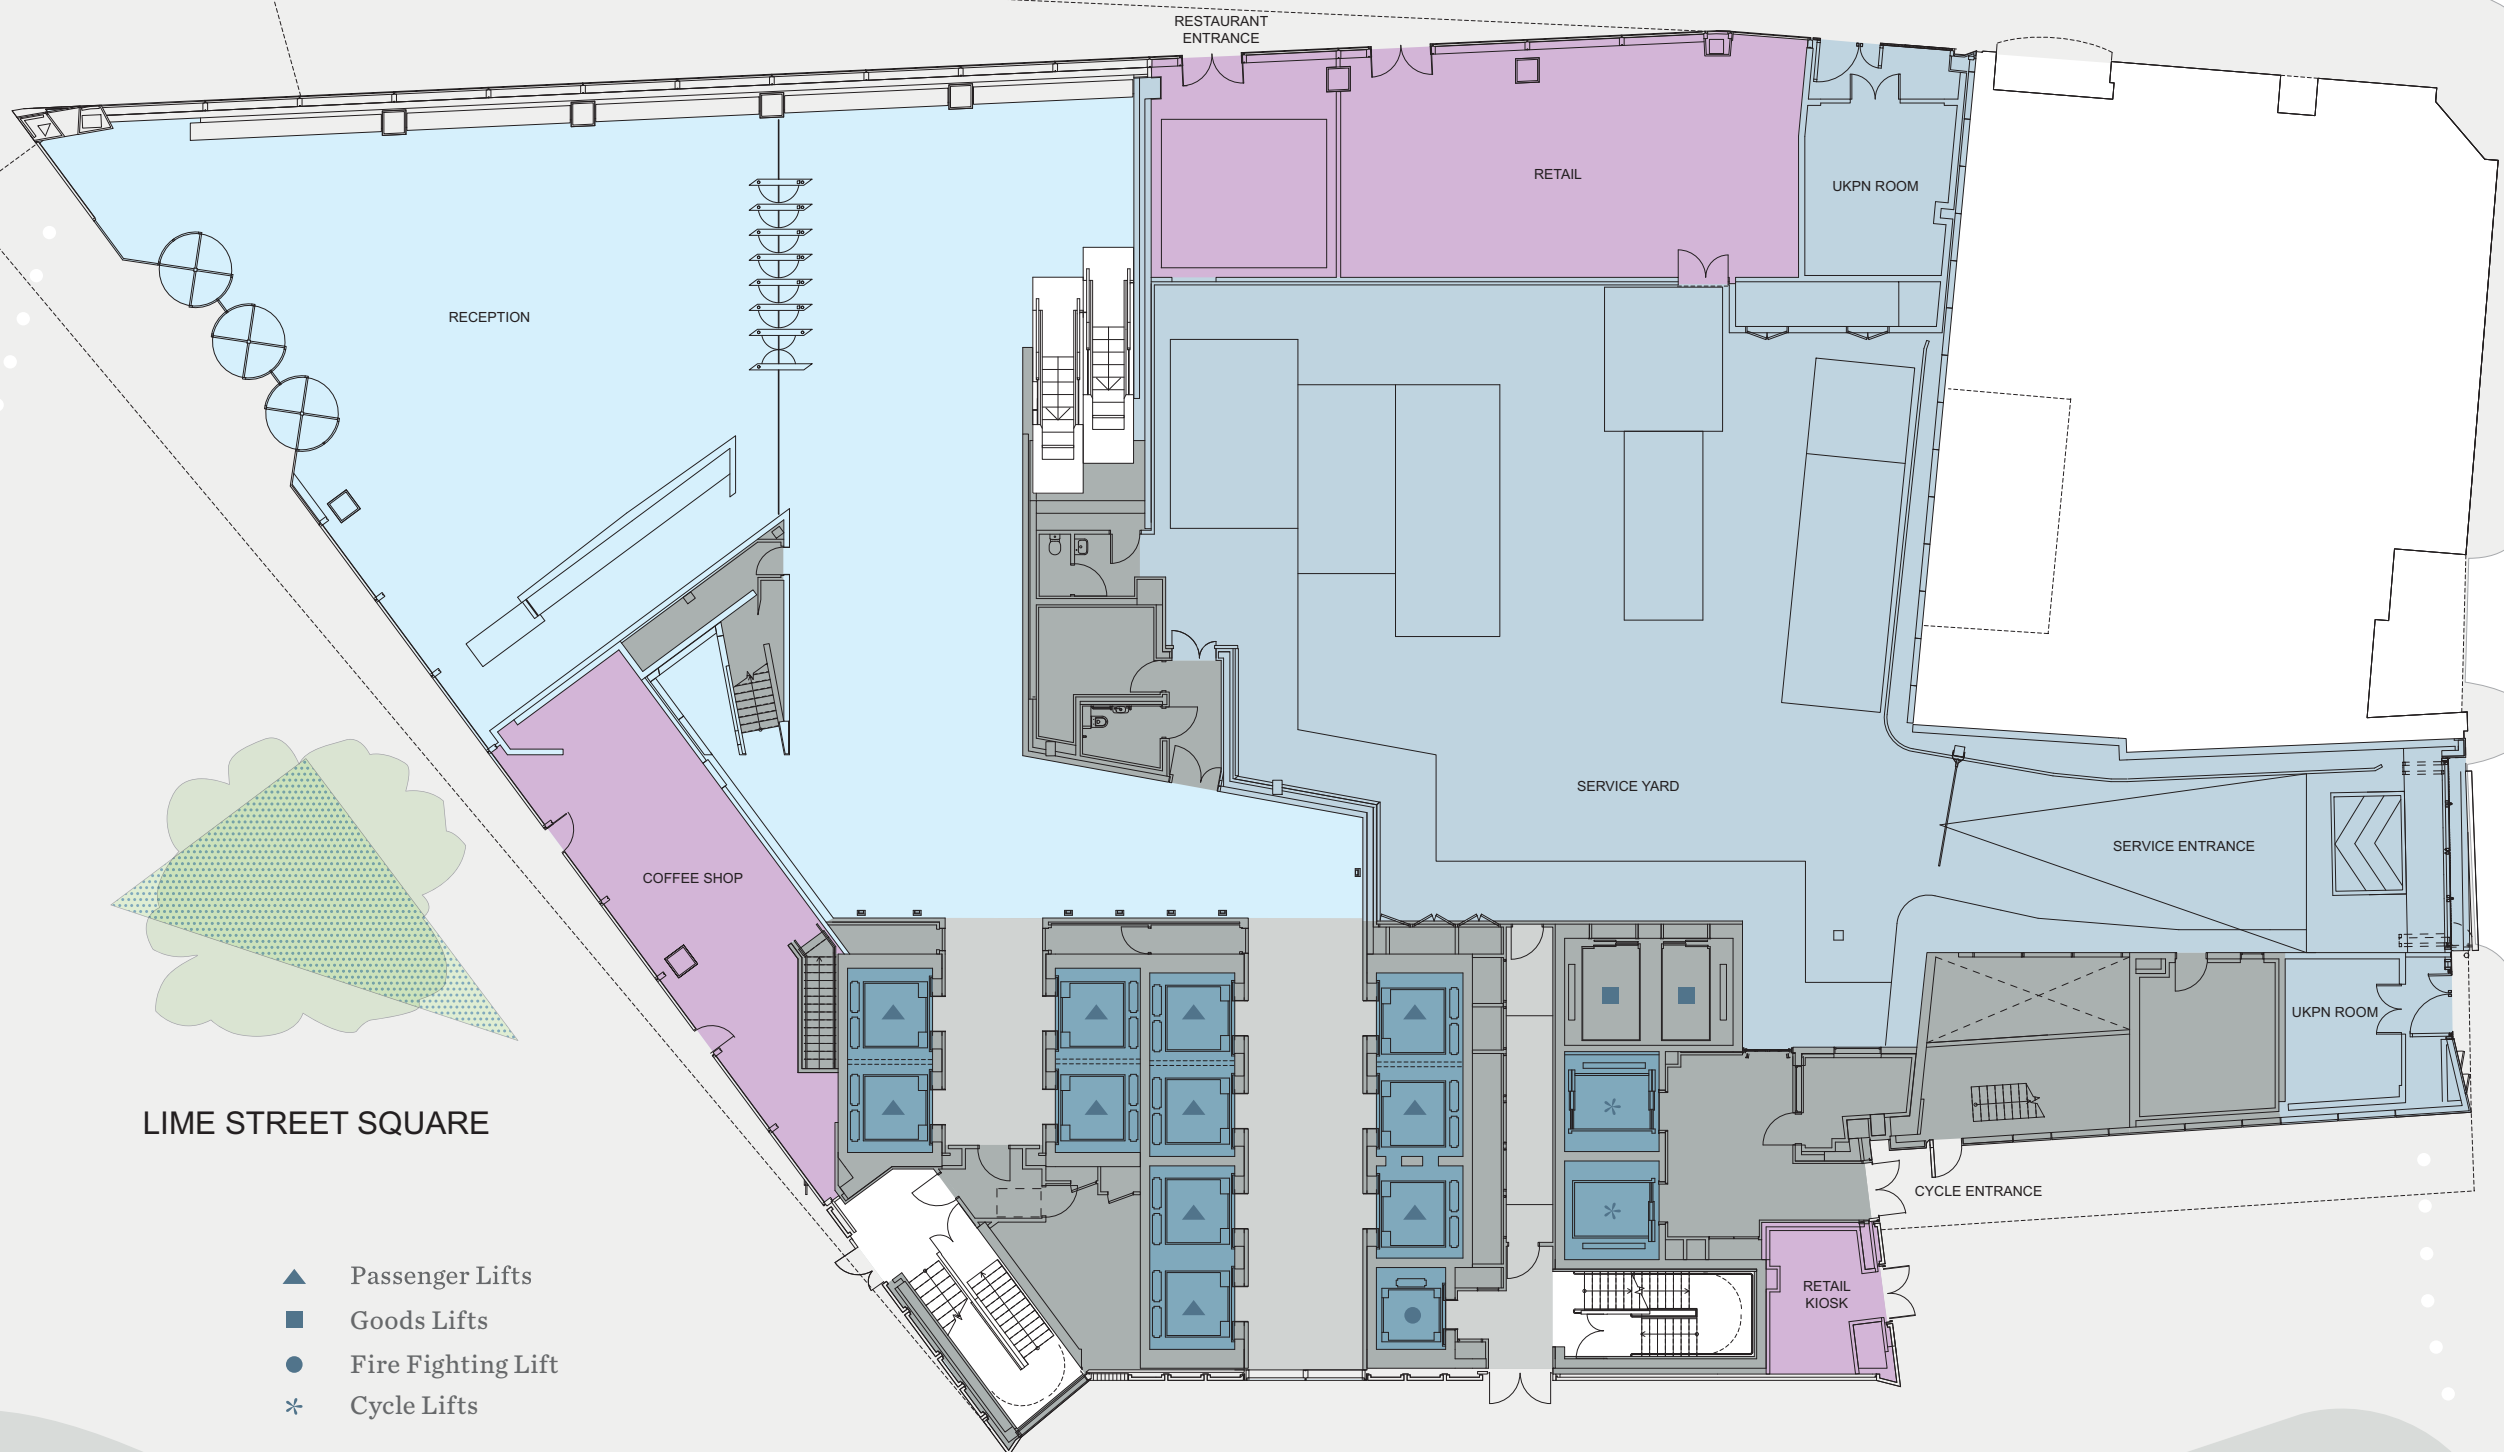 RESTAURANT
ENTRANCE
RETAIL
UKPN ROOM
RECEPTION
SERVICE YARD
SERVICE ENTRANCE
COFFEE SHOP
UKPN ROOM
LIME STREET SQUARE
CYCLE ENTRANCE
RETAIL
KIOSK
Passenger Lifts
Goods Lifts
Fire Fighting Lift
Cycle Lifts